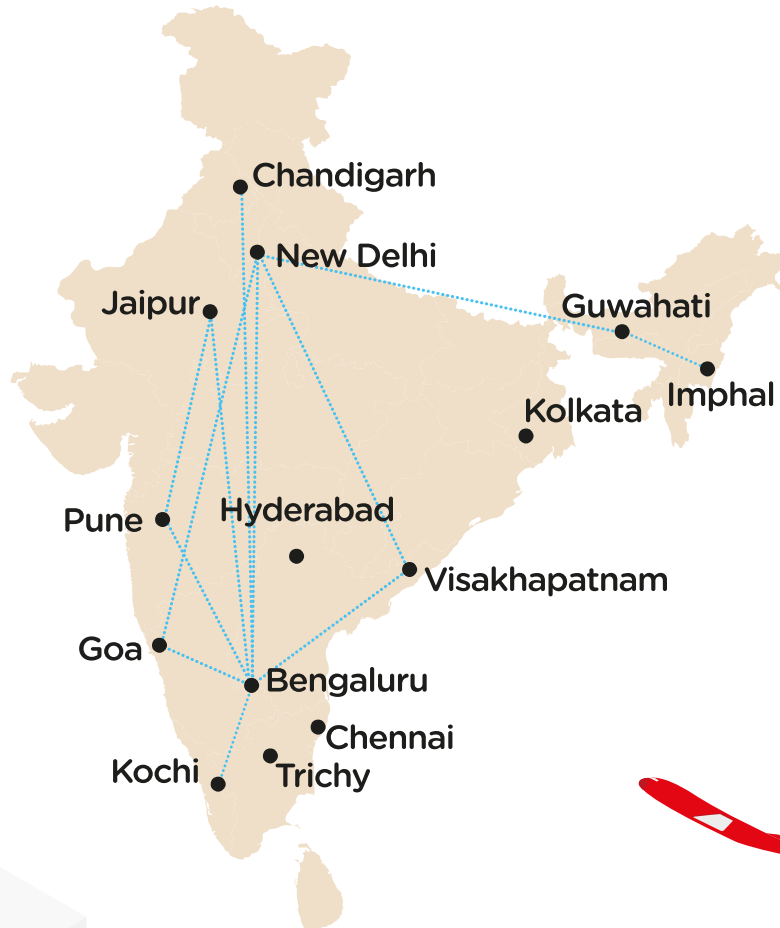 Chandigarh
New Delhi
Jaipur
Guwahati
Imphal
Kolkata
Hyderabad
Pune
Visakhapatnam
Goa
Bengaluru
Chennai
Kochi
Trichy